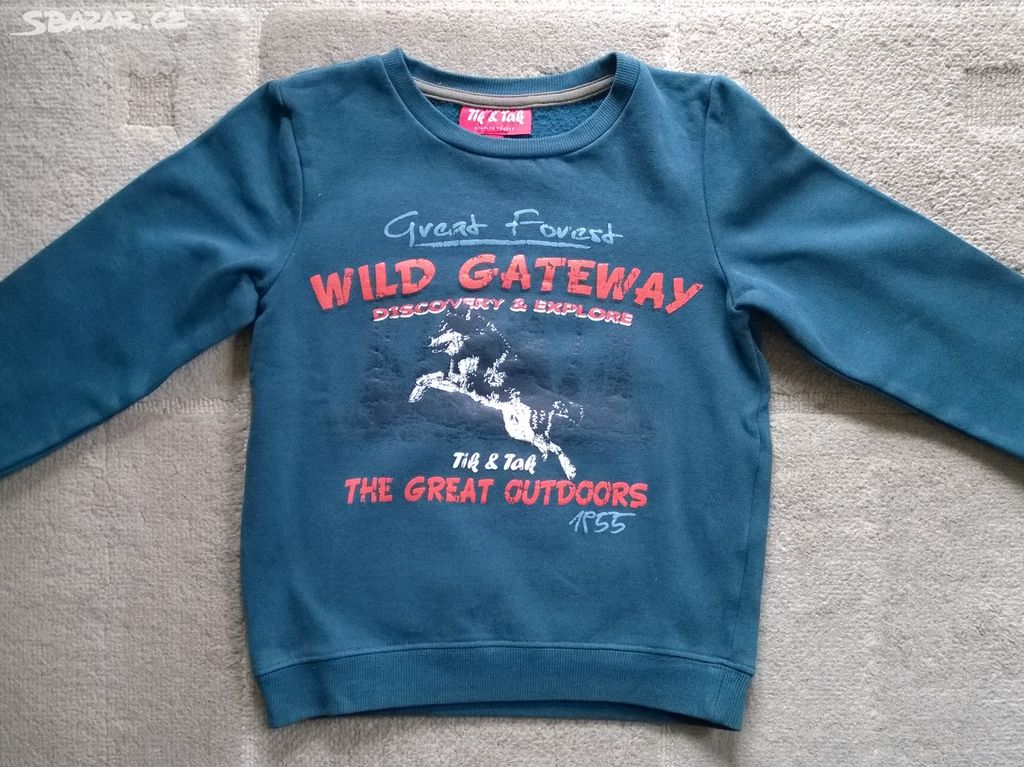 SBAZAR.CZ
Tik & Tak
Great Forest
WILD GATEWAY
DISCOVERY & EXPLORE
Tik & Tak
THE GREAT OUTDOORS
1955